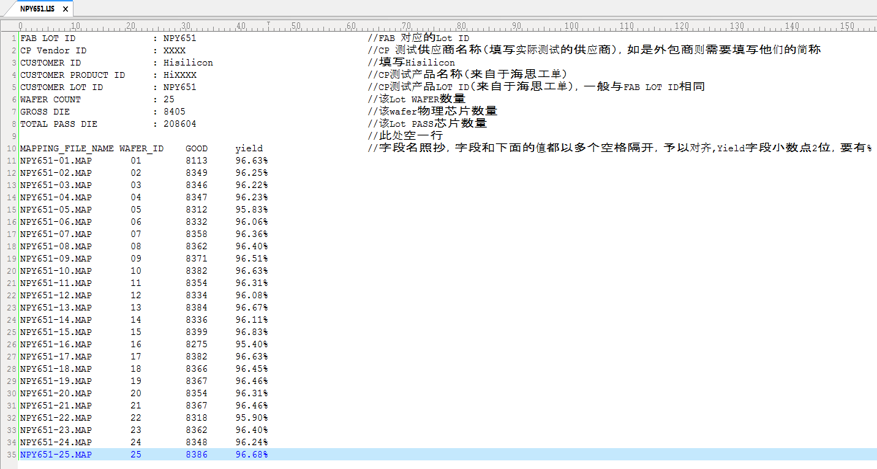 NPY651.LIS ×
0 10 20 30 40 50 60 70 80 90 100 110 120 130 140 150
1 FAB LOT ID : NPY651 //FAB 对应的Lot ID
2 CP Vendor ID : XXXX //CP 测试供应商名称(填写实际测试的供应商), 如是外包商则需要填写他们的简称
3 CUSTOMER ID : Hisilicon //填写Hisilicon
4 CUSTOMER PRODUCT ID : HiXXXX //CP测试产品名称(来自于海思工单)
5 CUSTOMER LOT ID : NPY651 //CP测试产品LOT ID(来自于海思工单), 一般与FAB LOT ID相同
6 WAFER COUNT : 25 //该Lot WAFER数量
7 GROSS DIE : 8405 //该wafer物理芯片数量
8 TOTAL PASS DIE : 208604 //该Lot PASS芯片数量
9 //此处空一行
10 MAPPING_FILE_NAME WAFER_ID GOOD yield //字段名照抄, 字段和下面的值都以多个空格隔开, 予以对齐,Yield字段小数点2位, 要有%
11 NPY651-01.MAP 01 8113 96.63%
12 NPY651-02.MAP 02 8349 96.25%
13 NPY651-03.MAP 03 8346 96.22%
14 NPY651-04.MAP 04 8347 96.23%
15 NPY651-05.MAP 05 8312 95.83%
16 NPY651-06.MAP 06 8332 96.06%
17 NPY651-07.MAP 07 8358 96.36%
18 NPY651-08.MAP 08 8362 96.40%
19 NPY651-09.MAP 09 8371 96.51%
20 NPY651-10.MAP 10 8382 96.63%
21 NPY651-11.MAP 11 8354 96.31%
22 NPY651-12.MAP 12 8334 96.08%
23 NPY651-13.MAP 13 8384 96.67%
24 NPY651-14.MAP 14 8336 96.11%
25 NPY651-15.MAP 15 8399 96.83%
26 NPY651-16.MAP 16 8275 95.40%
27 NPY651-17.MAP 17 8382 96.63%
28 NPY651-18.MAP 18 8366 96.45%
29 NPY651-19.MAP 19 8367 96.46%
30 NPY651-20.MAP 20 8354 96.31%
31 NPY651-21.MAP 21 8367 96.46%
32 NPY651-22.MAP 22 8318 95.90%
33 NPY651-23.MAP 23 8362 96.40%
34 NPY651-24.MAP 24 8348 96.24%
35 NPY651-25.MAP 25 8386 96.68%